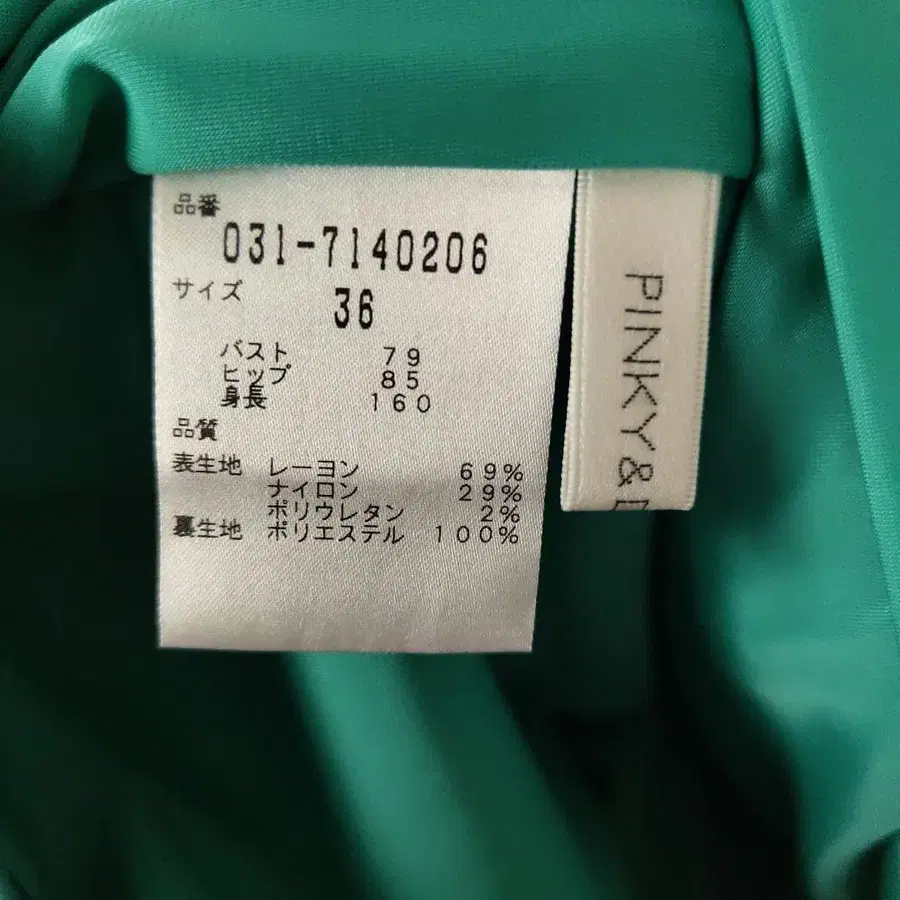 品番
031-7140206
サイズ
36
バスト 79
ヒップ 85
身長 160
品質
表生地 レーヨン 69%
ナイロン 29%
ポリウレタン 2%
裏生地 ポリエステル 100%
PINKY&